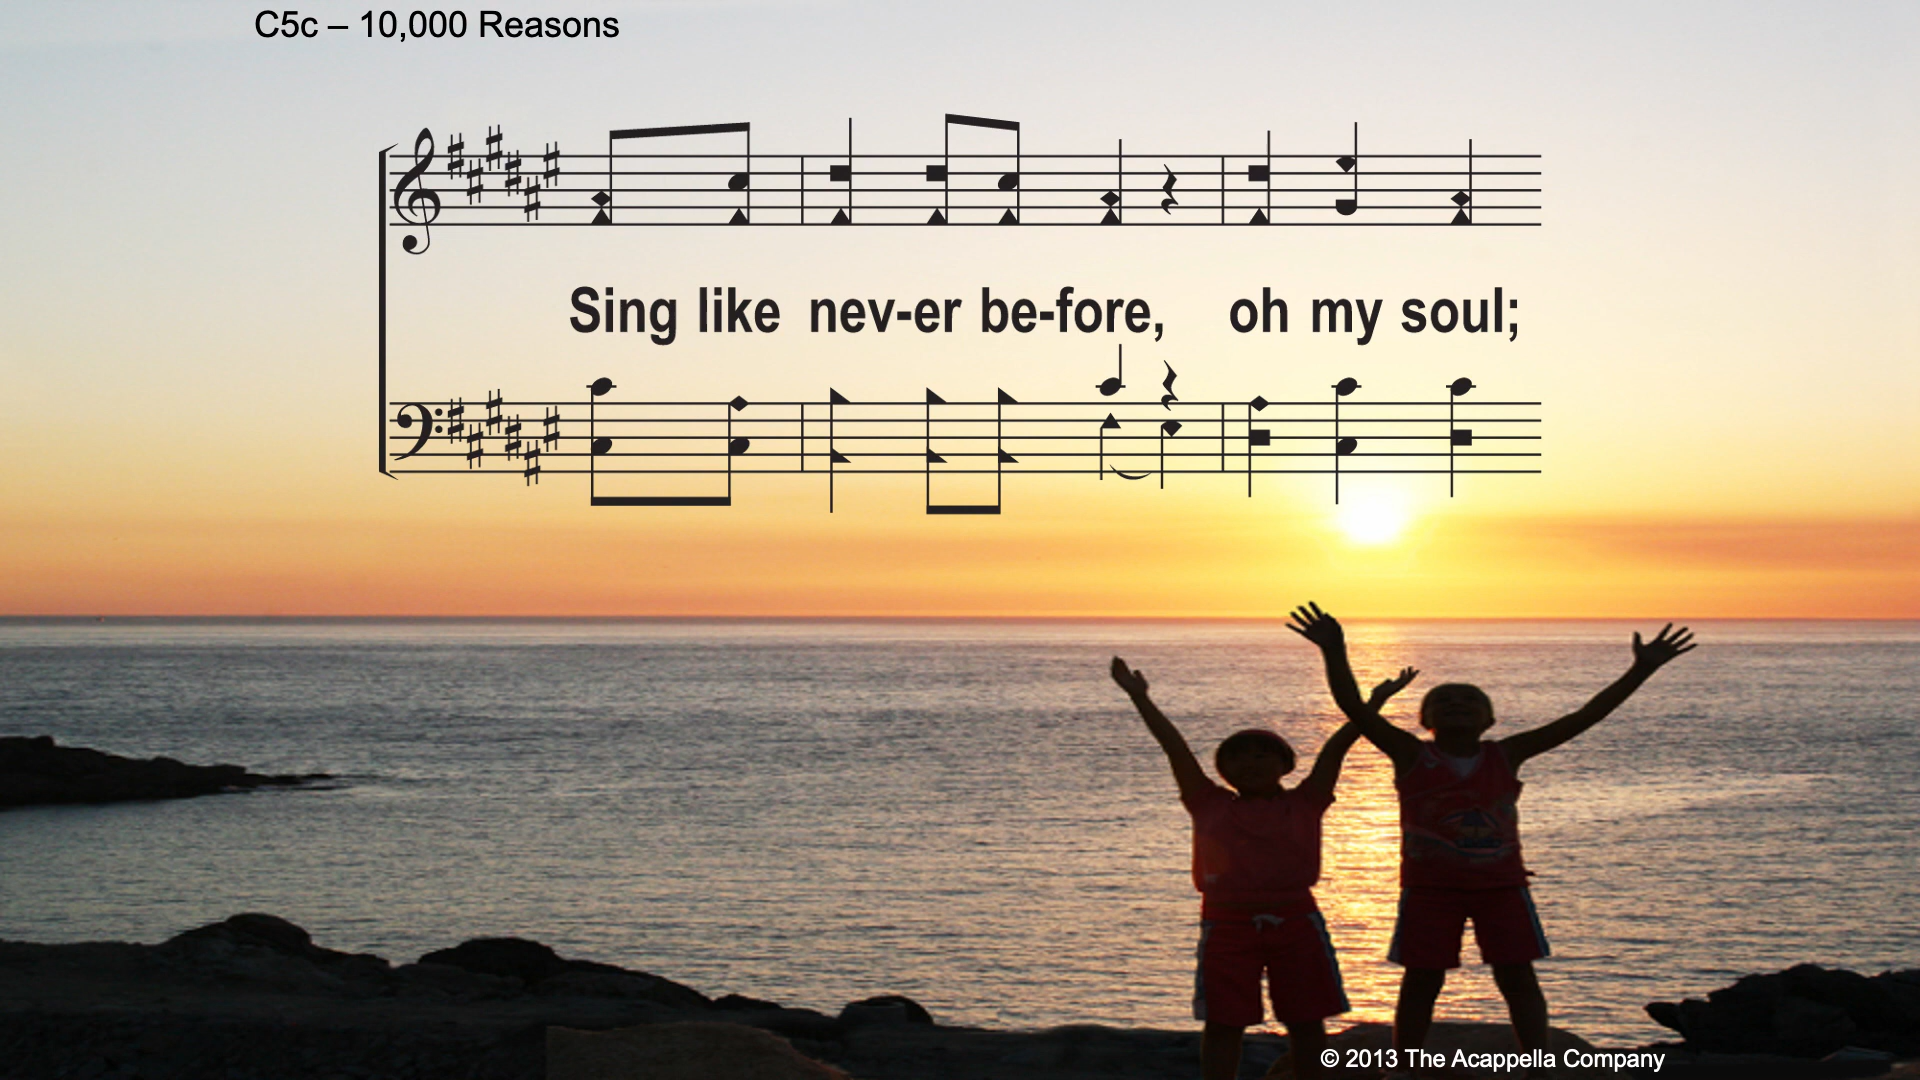 C5c – 10,000 Reasons
Sing like nev-er be-fore, oh my soul;
© 2013 The Acappella Company